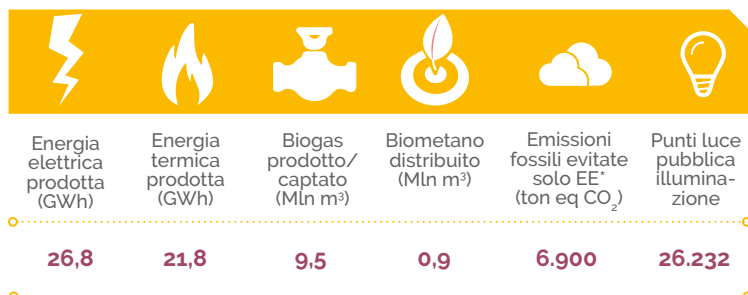 Energia
elettrica
prodotta
(GWh)
Energia
termica
prodotta
(GWh)
Biogas
prodotto/
captato
(Mln m³)
Biometano
distribuito
(Mln m³)
Emissioni
fossili evitate
solo EE*
(ton eq CO₂)
Punti luce
pubblica
illumina-
zione
26,8
21,8
9,5
0,9
6.900
26.232